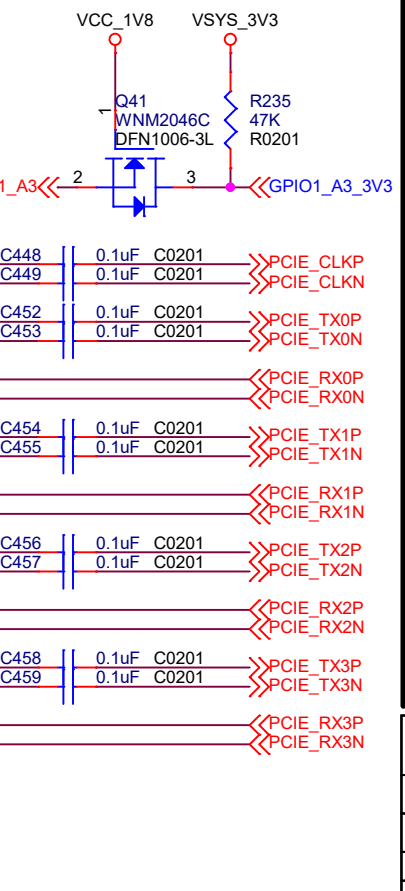 VCC_1V8 VSYS_3V3
1 Q41 R235
WNM2046C 47K
DFN1006-3L R0201
1_A3 2 3 GPIO1_A3_3V3
C448 0.1uF C0201 PCIE_CLKP
C449 0.1uF C0201 PCIE_CLKN
C452 0.1uF C0201 PCIE_TX0P
C453 0.1uF C0201 PCIE_TX0N
PCIE_RX0P
PCIE_RX0N
C454 0.1uF C0201 PCIE_TX1P
C455 0.1uF C0201 PCIE_TX1N
PCIE_RX1P
PCIE_RX1N
C456 0.1uF C0201 PCIE_TX2P
C457 0.1uF C0201 PCIE_TX2N
PCIE_RX2P
PCIE_RX2N
C458 0.1uF C0201 PCIE_TX3P
C459 0.1uF C0201 PCIE_TX3N
PCIE_RX3P
PCIE_RX3N